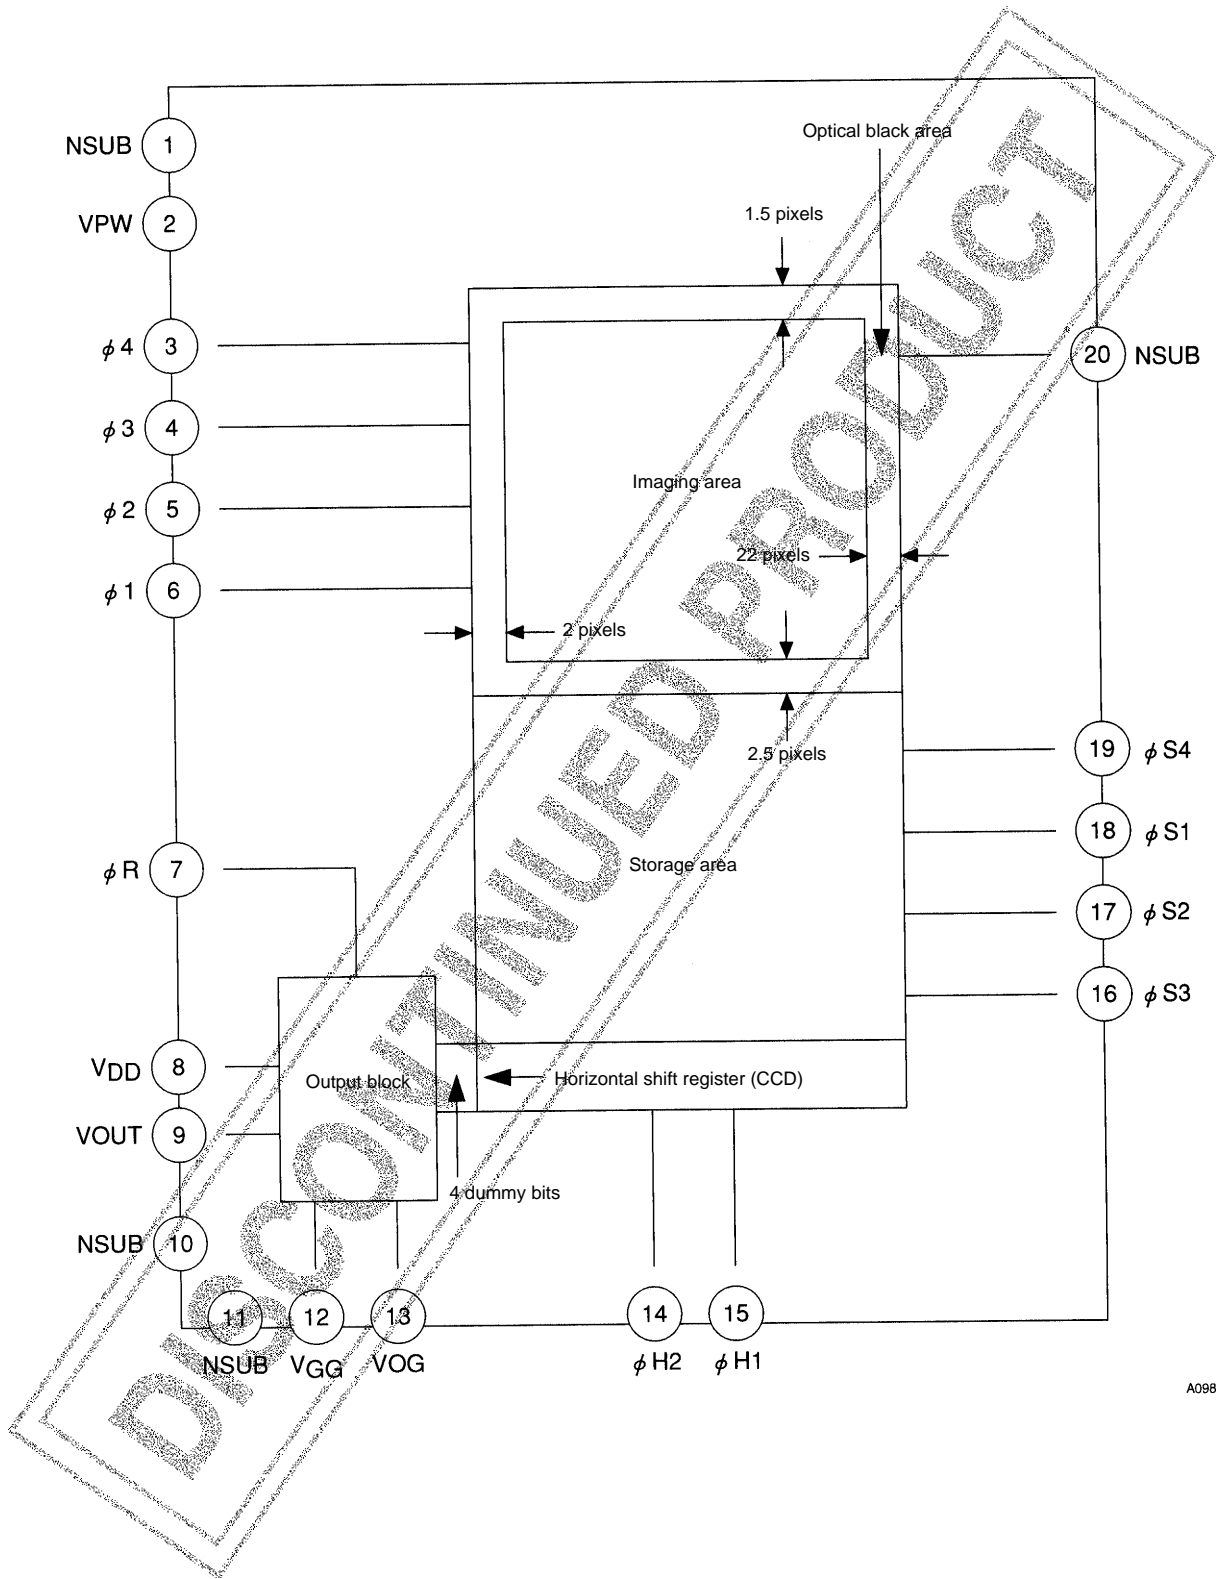 Optical black area
NSUB 1
VPW 2
1.5 pixels
φ4 3
20 NSUB
φ3 4
Imaging area
φ2 5
22 pixels
φ1 6
2 pixels
19 φS4
2.5 pixels
18 φS1
φR 7
Storage area
17 φS2
16 φS3
VDD 8
Output block
Horizontal shift register (CCD)
VOUT 9
4 dummy bits
NSUB 10
11 12 13 14 15
NSUB VGG VOG φH2 φH1
A098
DISCONTINUED PRODUCT